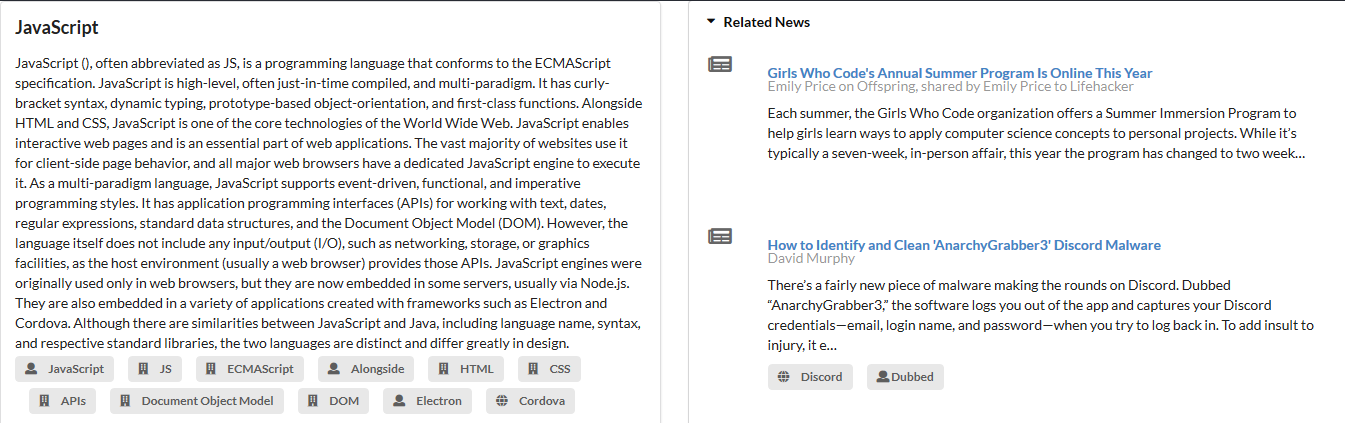 JavaScript
JavaScript (), often abbreviated as JS, is a programming language that conforms to the ECMAScript
specification. JavaScript is high-level, often just-in-time compiled, and multi-paradigm. It has curly-
bracket syntax, dynamic typing, prototype-based object-orientation, and first-class functions. Alongside
HTML and CSS, JavaScript is one of the core technologies of the World Wide Web. JavaScript enables
interactive web pages and is an essential part of web applications. The vast majority of websites use it
for client-side page behavior, and all major web browsers have a dedicated JavaScript engine to execute
it. As a multi-paradigm language, JavaScript supports event-driven, functional, and imperative
programming styles. It has application programming interfaces (APIs) for working with text, dates,
regular expressions, standard data structures, and the Document Object Model (DOM). However, the
language itself does not include any input/output (I/O), such as networking, storage, or graphics
facilities, as the host environment (usually a web browser) provides those APIs. JavaScript engines were
originally used only in web browsers, but they are now embedded in some servers, usually via Node.js.
They are also embedded in a variety of applications created with frameworks such as Electron and
Cordova. Although there are similarities between JavaScript and Java, including language name, syntax,
and respective standard libraries, the two languages are distinct and differ greatly in design.
JavaScript JS ECMAScript Alongside HTML CSS
APIs Document Object Model DOM Electron Cordova
Related News
Girls Who Code's Annual Summer Program Is Online This Year
Emily Price on Offspring, shared by Emily Price to Lifehacker
Each summer, the Girls Who Code organization offers a Summer Immersion Program to
help girls learn ways to apply computer science concepts to personal projects. While it's
typically a seven-week, in-person affair, this year the program has changed to two week...
How to Identify and Clean 'AnarchyGrabber3' Discord Malware
David Murphy
There's a fairly new piece of malware making the rounds on Discord. Dubbed
“AnarchyGrabber3,” the software logs you out of the app and captures your Discord
credentials—email, login name, and password—when you try to log back in. To add insult to
injury, it e...
Discord Dubbed